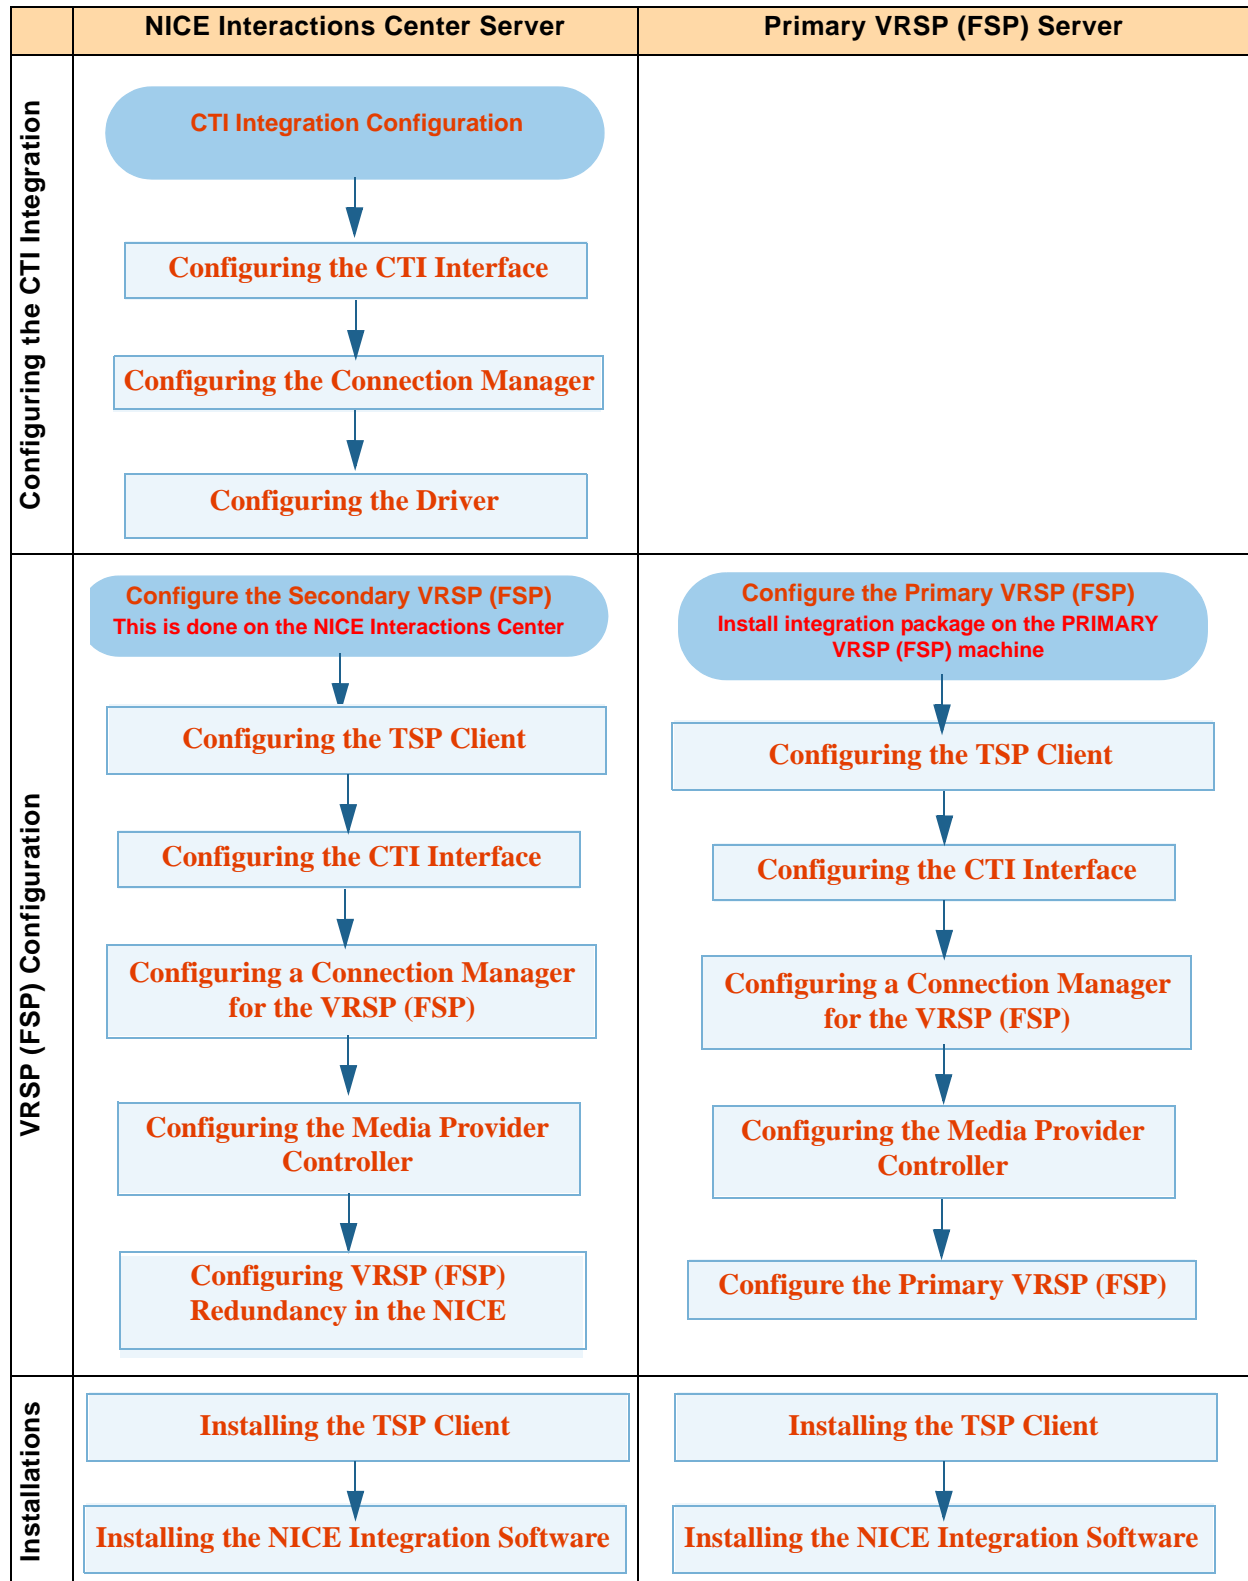 NICE Interactions Center Server
Primary VRSP (FSP) Server
Configuring the CTI Integration
CTI Integration Configuration
Configuring the CTI Interface
Configuring the Connection Manager
Configuring the Driver
VRSP (FSP) Configuration
Configure the Secondary VRSP (FSP)
This is done on the NICE Interactions Center
Configuring the TSP Client
Configuring the CTI Interface
Configuring a Connection Manager
for the VRSP (FSP)
Configuring the Media Provider
Controller
Configuring VRSP (FSP)
Redundancy in the NICE
Configure the Primary VRSP (FSP)
Install integration package on the PRIMARY
VRSP (FSP) machine
Configuring the TSP Client
Configuring the CTI Interface
Configuring a Connection Manager
for the VRSP (FSP)
Configuring the Media Provider
Controller
Configure the Primary VRSP (FSP)
Installations
Installing the TSP Client
Installing the NICE Integration Software
Installing the TSP Client
Installing the NICE Integration Software